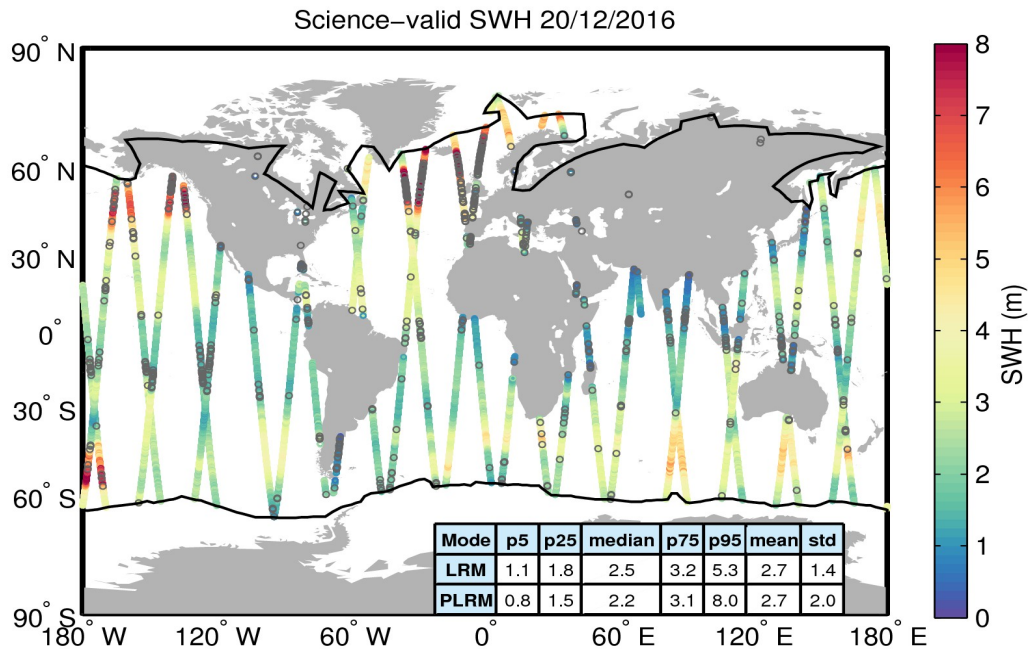 Science−valid SWH 20/12/2016
90° N
60° N
30° N
0°
30° S
60° S
90° S
180° W
120° W
60° W
0°
60° E
120° E
180° E
8
7
6
5
4
3
2
1
0
SWH (m)
Mode p5 p25 median p75 p95 mean std
LRM 1.1 1.8 2.5 3.2 5.3 2.7 1.4
PLRM 0.8 1.5 2.2 3.1 8.0 2.7 2.0